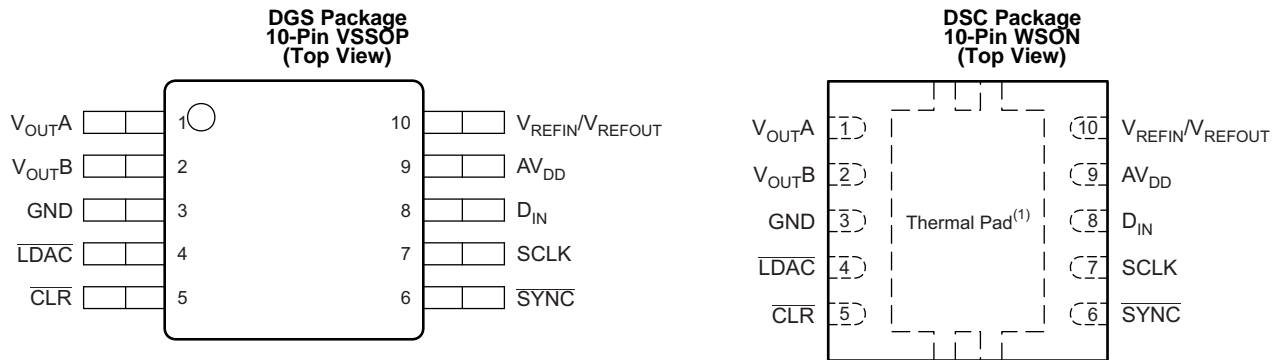 DGS Package
10-Pin VSSOP
(Top View)
VOUTA 1 10 VREFIN/VREFOUT
VOUTB 2 9 AVDD
GND 3 8 DIN
LDAC 4 7 SCLK
CLR 5 6 SYNC
DSC Package
10-Pin WSON
(Top View)
VOUTA 1 10 VREFIN/VREFOUT
VOUTB 2 9 AVDD
GND 3 Thermal Pad(1) 8 DIN
LDAC 4 7 SCLK
CLR 5 6 SYNC